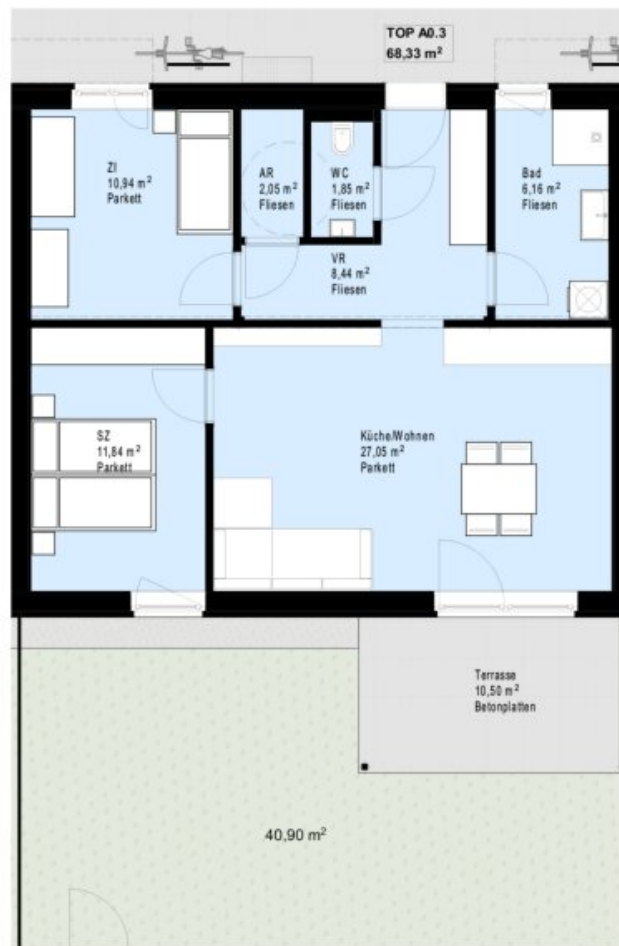 TOP A0.3
68,33 m²
ZI
10,94 m²
Parkett
AR
2,05 m²
Fliesen
WC
1,85 m²
Fliesen
Bad
6,16 m²
Fliesen
VR
8,44 m²
Fliesen
SZ
11,84 m²
Parkett
Küche/Wohnen
27,05 m²
Parkett
Terrasse
10,50 m²
Betonplatten
40,90 m²